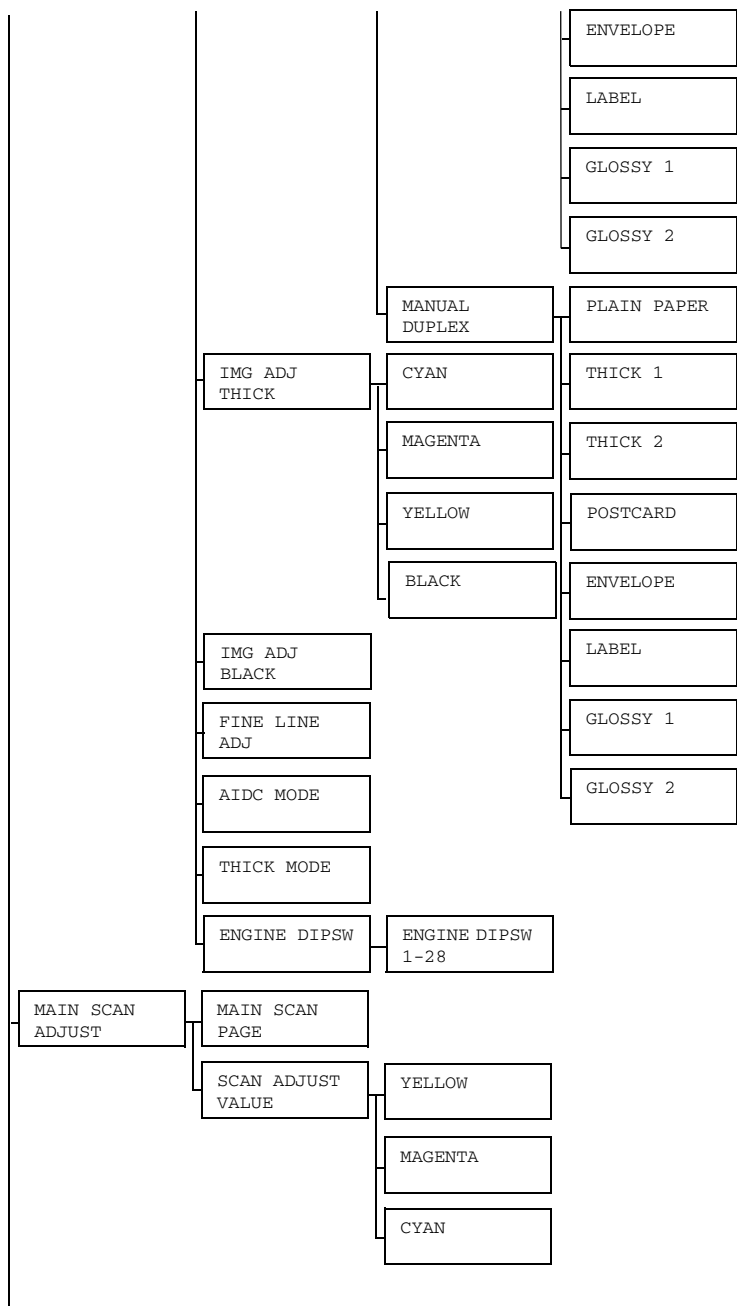 ENVELOPE
LABEL
GLOSSY 1
GLOSSY 2
MANUAL
DUPLEX
PLAIN PAPER
IMG ADJ
THICK
CYAN
THICK 1
MAGENTA
THICK 2
YELLOW
POSTCARD
BLACK
ENVELOPE
IMG ADJ
BLACK
LABEL
FINE LINE
ADJ
GLOSSY 1
AIDC MODE
GLOSSY 2
THICK MODE
ENGINE DIPSW
ENGINE DIPSW
1-28
MAIN SCAN
ADJUST
MAIN SCAN
PAGE
SCAN ADJUST
VALUE
YELLOW
MAGENTA
CYAN